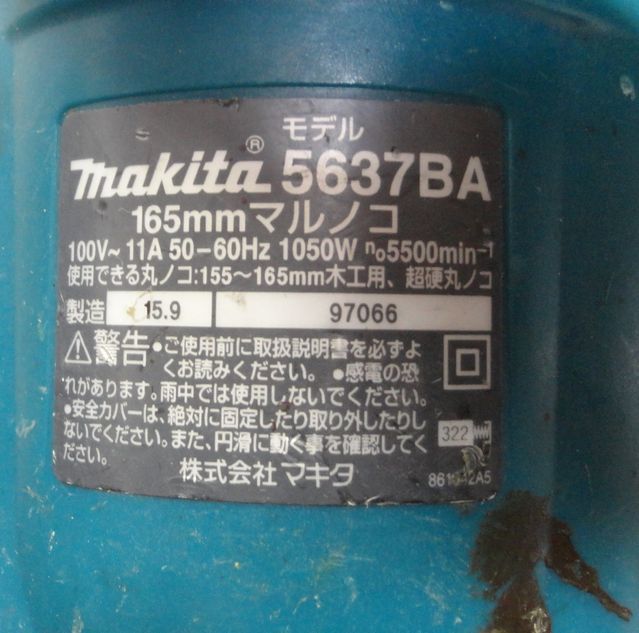 モデル
makita® 5637BA
165mmマルノコ
100V~ 11A 50-60Hz 1050W n₀5500min⁻¹
使用できる丸ノコ:155～165mm木工用、超硬丸ノコ
製造 15.9 97066
⚠警告 •ご使用前に取扱説明書を必ずよ
くお読みください。 •感電の恐
れがあります。雨中では使用しないでください。
•安全カバーは、絶対に固定したり取り外したりし
ないでください。また、円滑に動く事を確認してく
ださい。
322
株式会社 マキタ